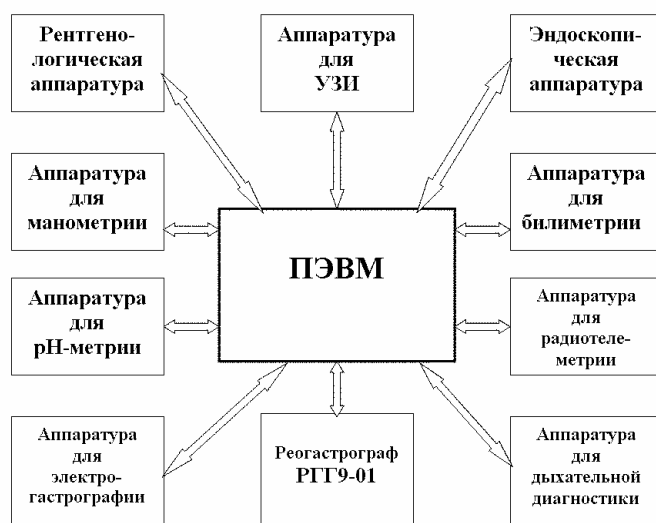 Рентгено-
логическая
аппаратура
Аппаратура
для
УЗИ
Эндоскопи-
ческая
аппаратура
Аппаратура
для
манометрии
Аппаратура
для
билиметрии
ПЭВМ
Аппаратура
для
рН-метрии
Аппаратура
для
радиотеле-
метрии
Аппаратура
для
электро-
гастрографии
Реогастрограф
РГГ9-01
Аппаратура
для
дыхательной
диагностики